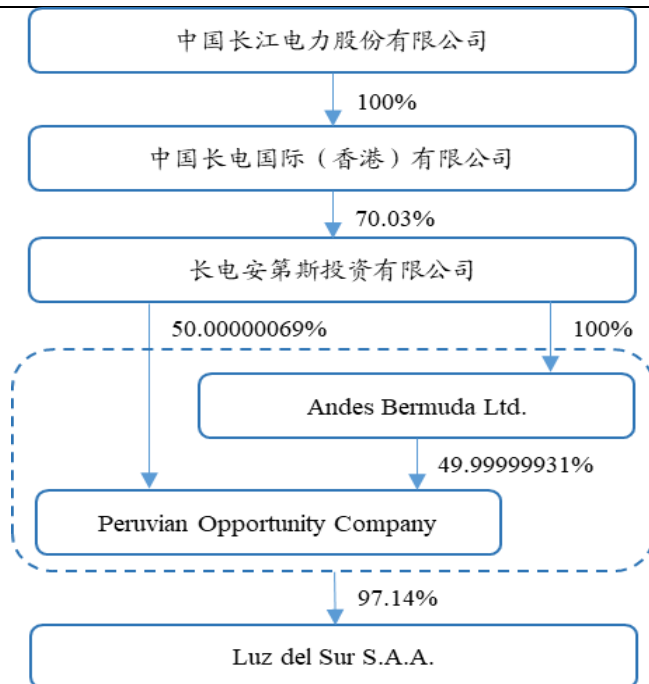 中国长江电力股份有限公司
100%
中国长电国际（香港）有限公司
70.03%
长电安第斯投资有限公司
50.00000069%
100%
Andes Bermuda Ltd.
49.99999931%
Peruvian Opportunity Company
97.14%
Luz del Sur S.A.A.